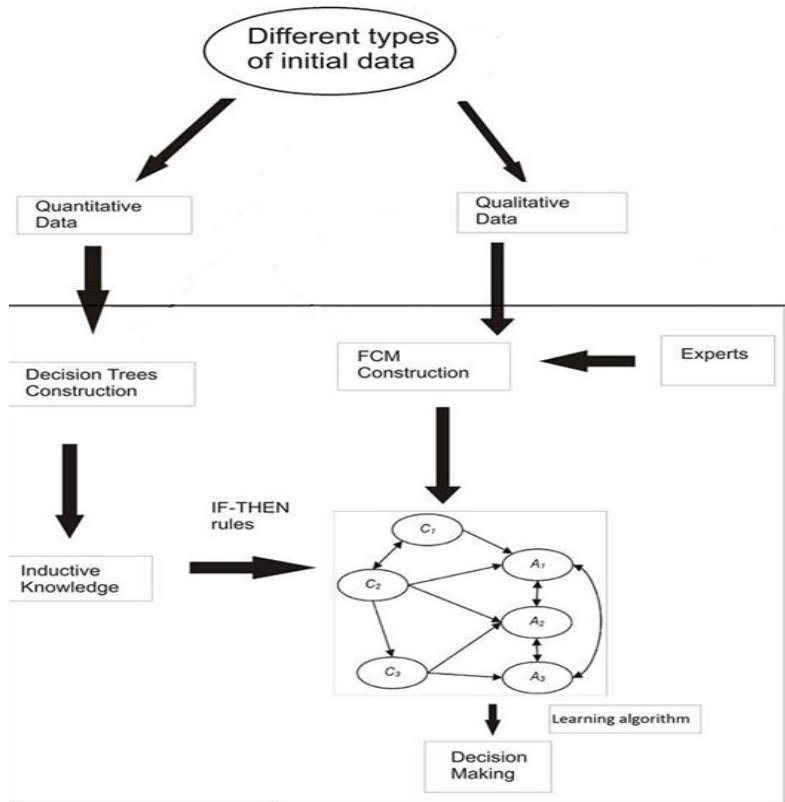 Different types
of initial data
Quantitative
Data
Qualitative
Data
Decision Trees
Construction
FCM
Construction
Experts
IF-THEN
rules
Inductive
Knowledge
C₁
C₂
C₃
A₁
A₂
A₃
Learning algorithm
Decision
Making